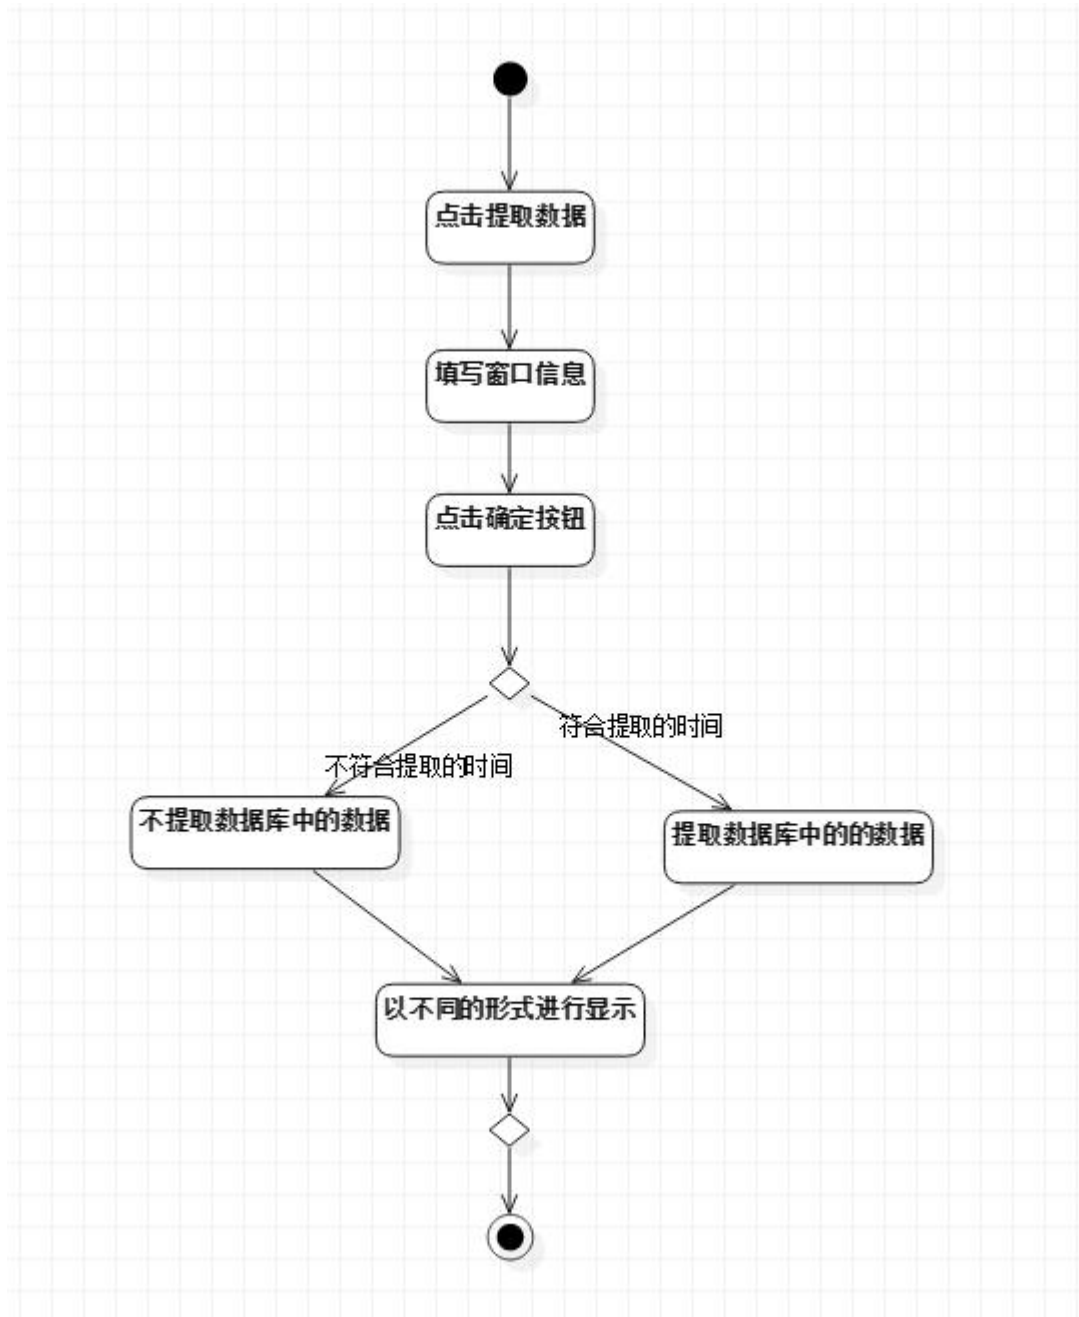 点击提取数据
填写窗口信息
点击确定按钮
符合提取的时间
不符合提取的时间
不提取数据库中的数据
提取数据库中的的数据
以不同的形式进行显示